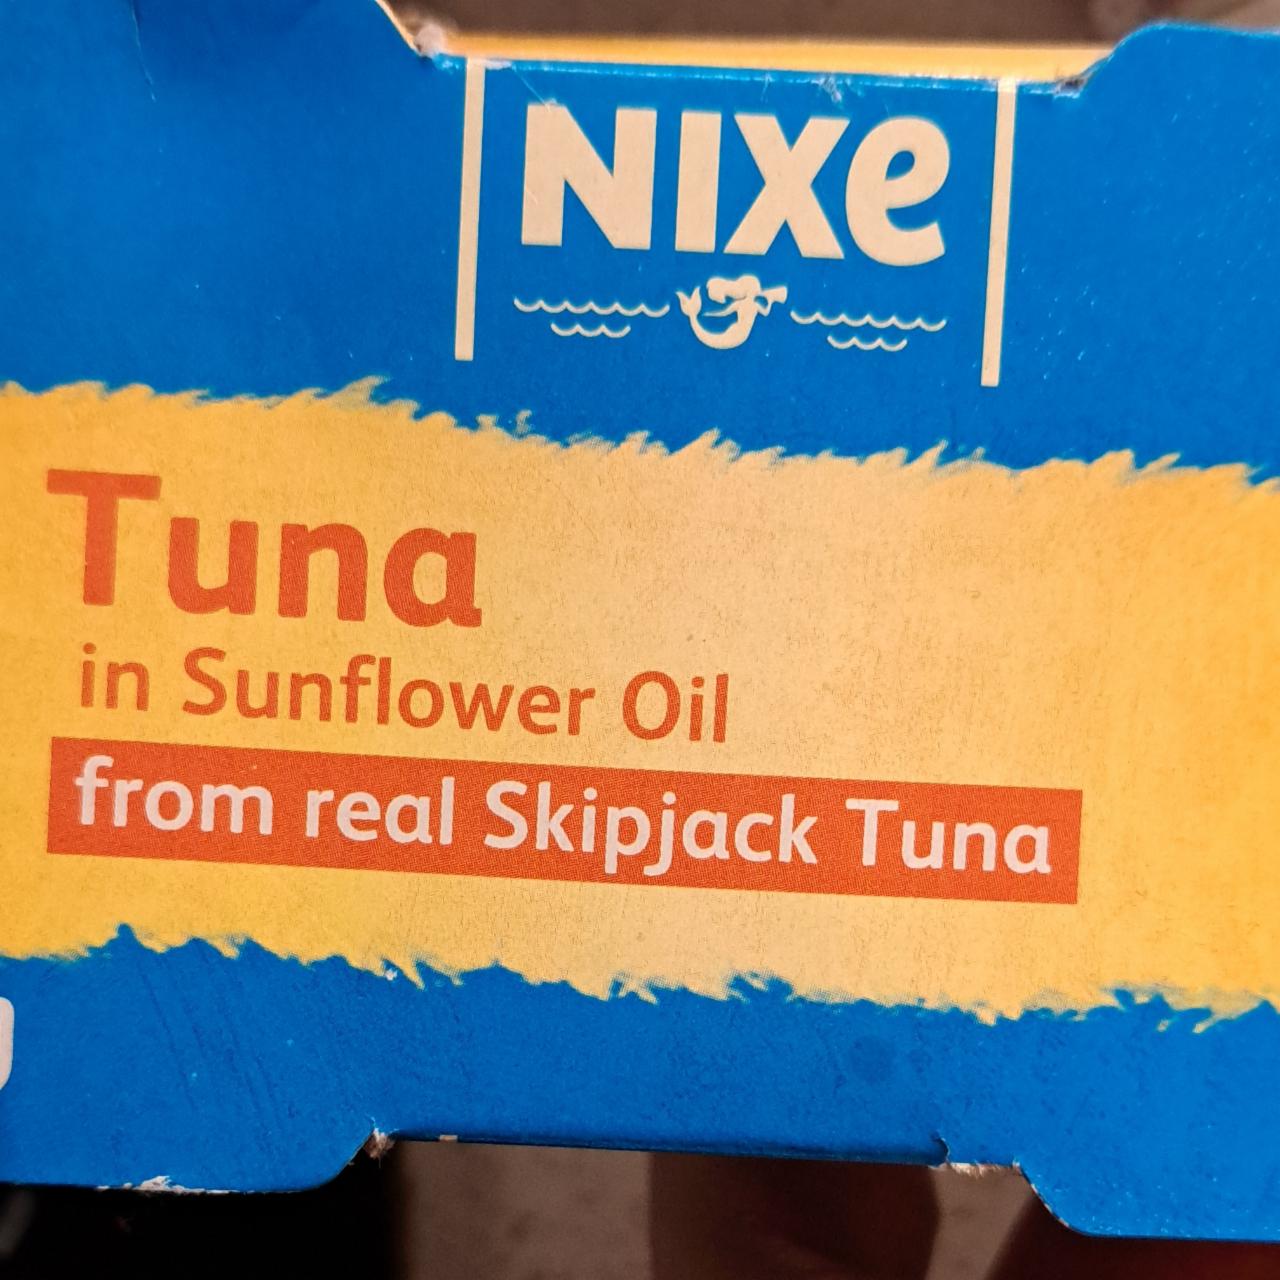 NIXe
Tuna
in Sunflower Oil
from real Skipjack Tuna